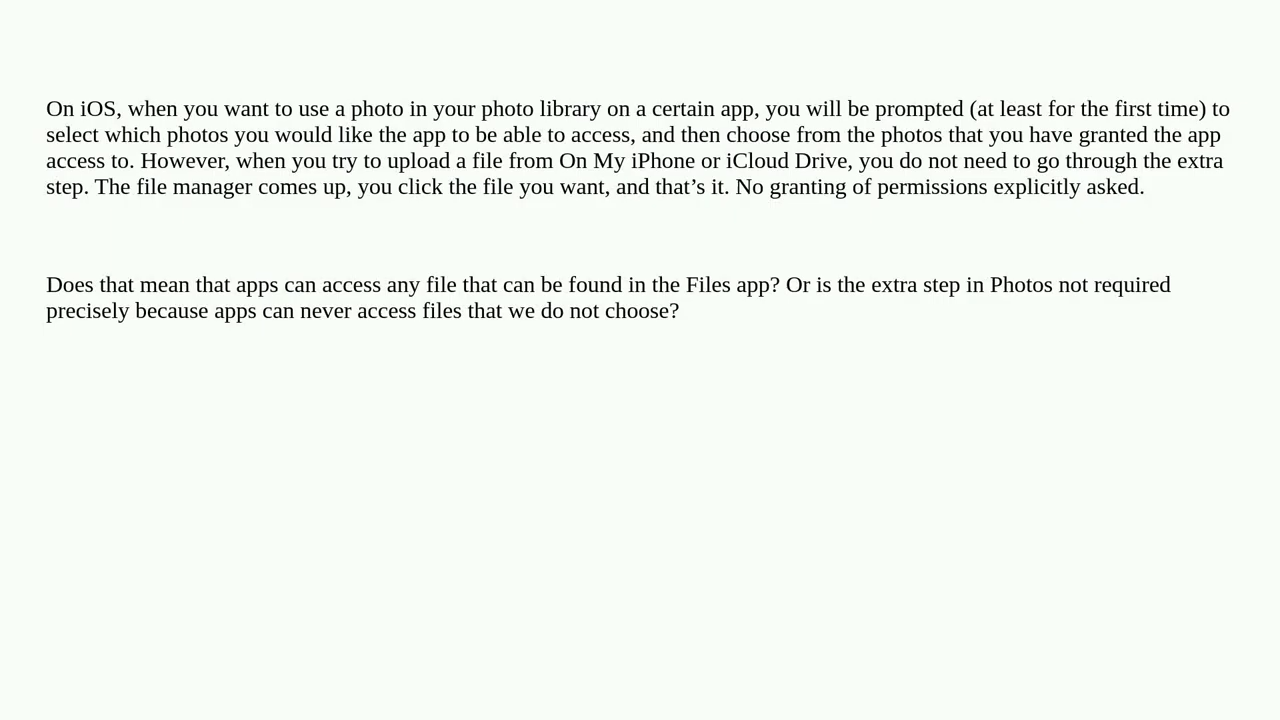 On iOS, when you want to use a photo in your photo library on a certain app, you will be prompted (at least for the first time) to
select which photos you would like the app to be able to access, and then choose from the photos that you have granted the app
access to. However, when you try to upload a file from On My iPhone or iCloud Drive, you do not need to go through the extra
step. The file manager comes up, you click the file you want, and that’s it. No granting of permissions explicitly asked.
Does that mean that apps can access any file that can be found in the Files app? Or is the extra step in Photos not required
precisely because apps can never access files that we do not choose?